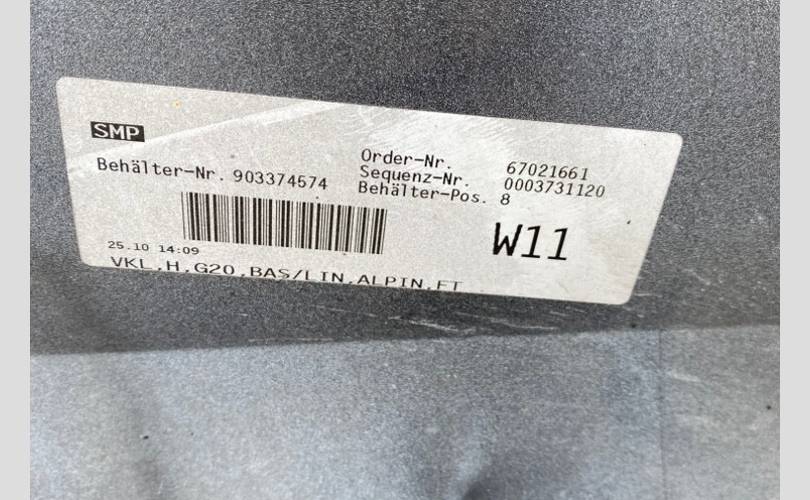 SMP
Order-Nr. 67021661
Sequenz-Nr. 0003731120
Behälter-Nr. 903374574
Behälter-Pos. 8
W11
25.10 14:09
VKL,H,G20,BAS/LIN,ALPIN,FT